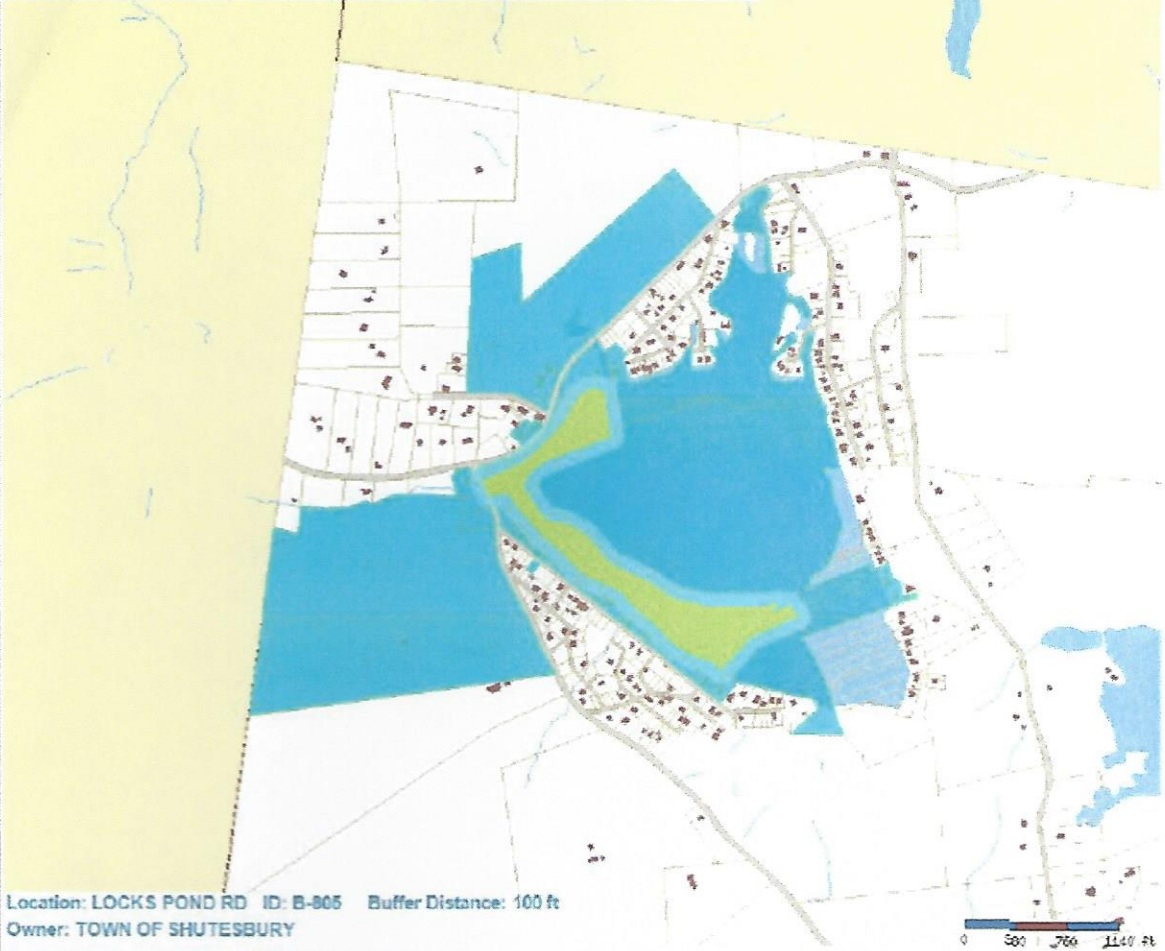 Location: LOCKS POND RD ID: B-805 Buffer Distance: 100 ft
Owner: TOWN OF SHUTESBURY
0 380 760 1140 ft